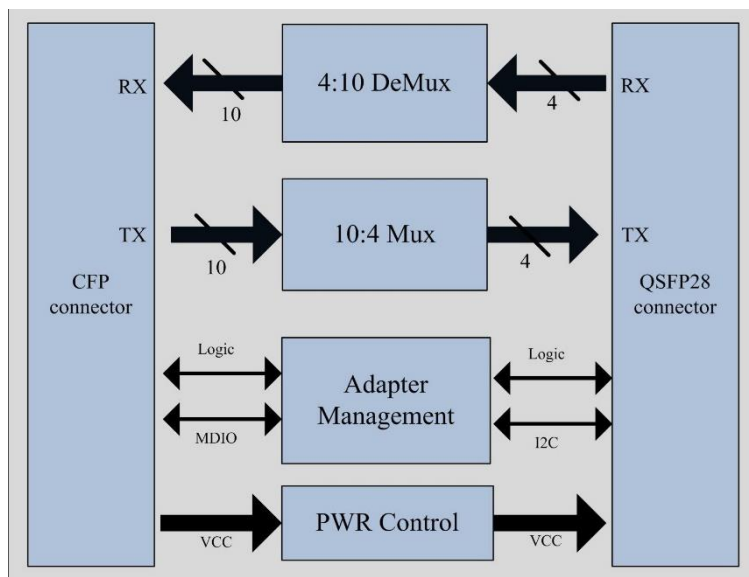 RX
10
4:10 DeMux
4
RX
TX
10
10:4 Mux
4
TX
CFP
connector
QSFP28
connector
Logic
MDIO
Adapter
Management
Logic
I2C
VCC
PWR Control
VCC